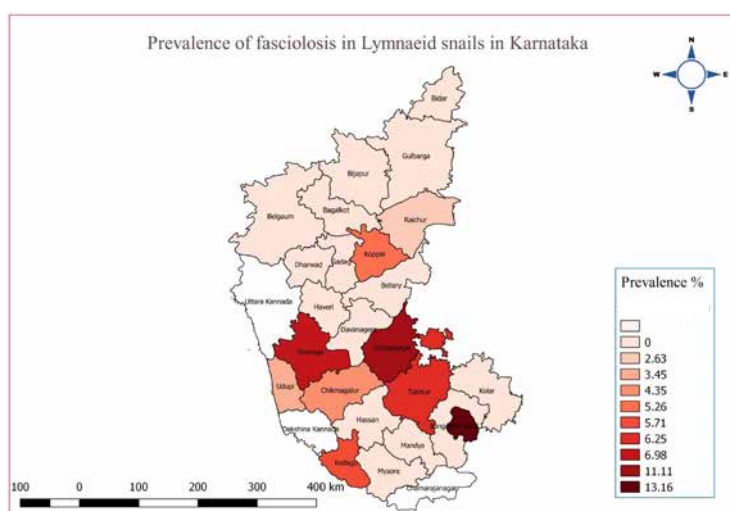 Prevalence of fasciolosis in Lymnaeid snails in Karnataka
N
W E
S
Bidar
Gulbarga
Bijapur
Bagalkot
Belgaum
Raichur
Koppal
Gadag
Dharwad
Bellary
Uttara Kannada
Haveri
Davanagere
Shimoga
Chitradurga
Udupi
Chikmagalur
Tumkur
Kolar
Hassan
Dakshina Kannada
Mandya
Kodagu
Mysore
Chamarajanagar
Prevalence %
0
2.63
3.45
4.35
5.26
5.71
6.25
6.98
11.11
13.16
100 0 100 200 300 400 km